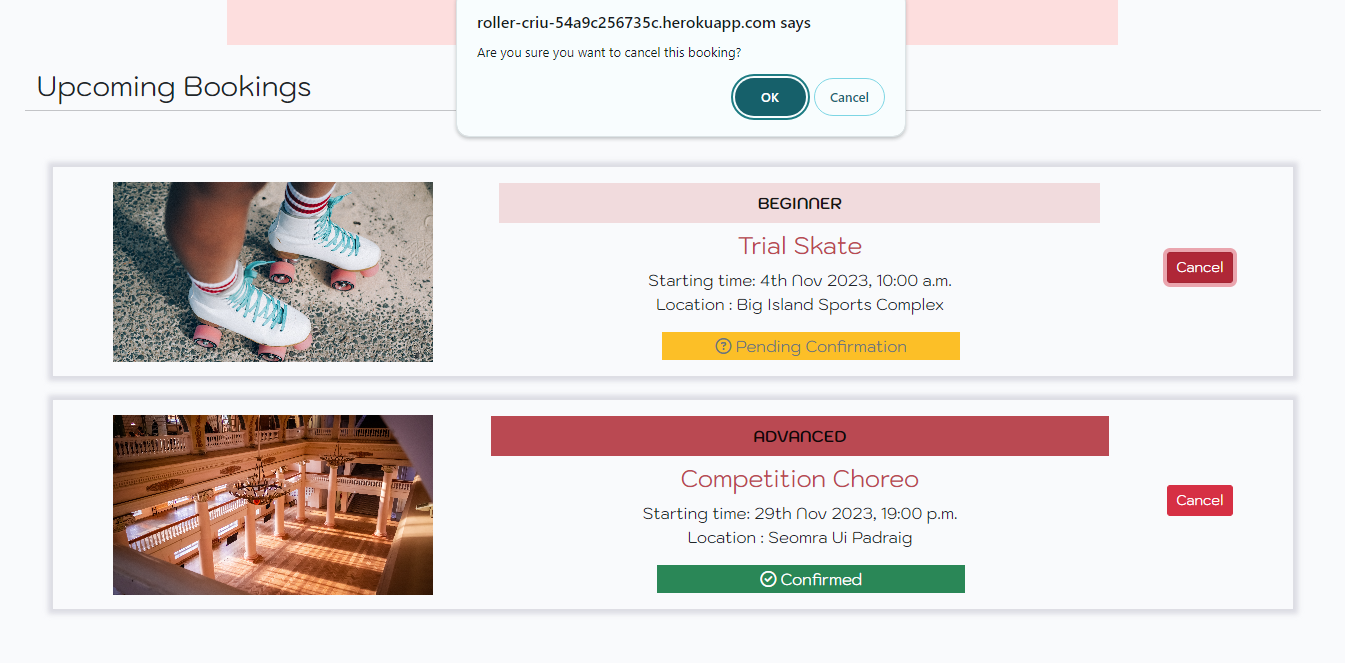 roller-criu-54a9c256735c.herokuapp.com says
Are you sure you want to cancel this booking?
OK
Cancel
Upcoming Bookings
BEGINNER
Trial Skate
Starting time: 4th Nov 2023, 10:00 a.m.
Location : Big Island Sports Complex
Pending Confirmation
Cancel
ADVANCED
Competition Choreo
Starting time: 29th Nov 2023, 19:00 p.m.
Location : Seomra Ui Padraig
Confirmed
Cancel